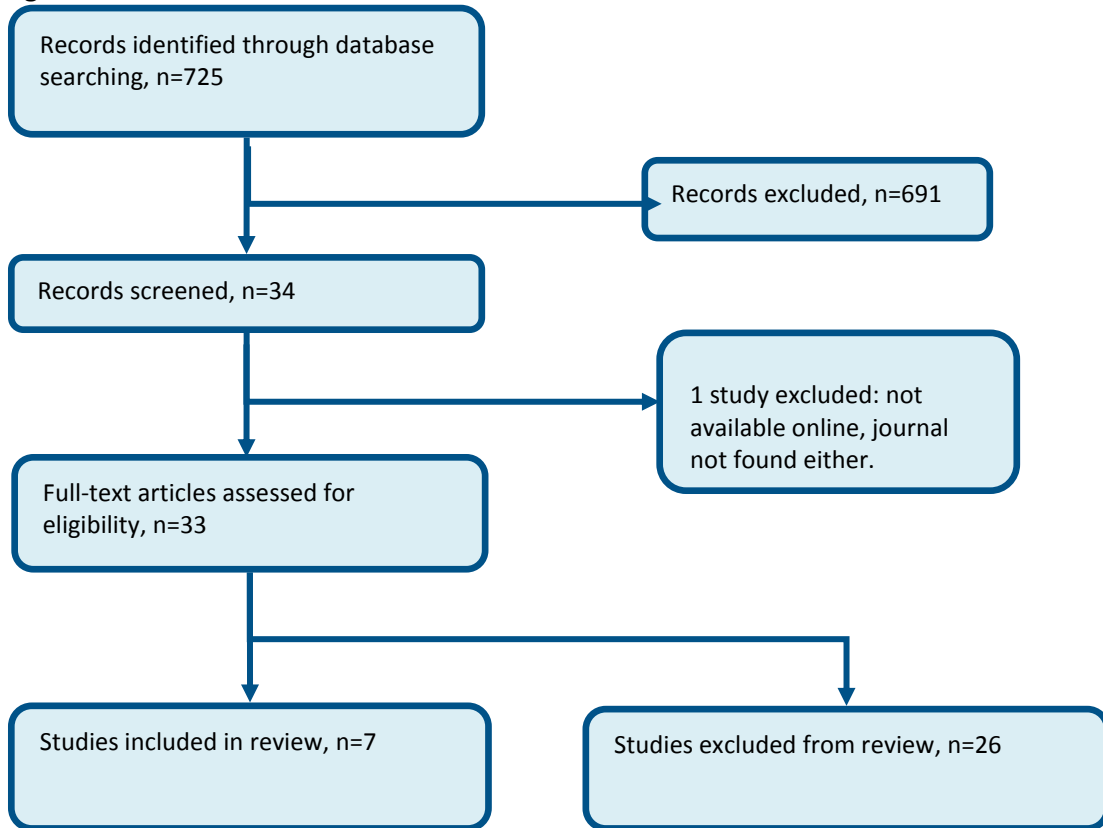 Records identified through database
searching, n=725
Records excluded, n=691
Records screened, n=34
1 study excluded: not
available online, journal
not found either.
Full-text articles assessed for
eligibility, n=33
Studies included in review, n=7
Studies excluded from review, n=26